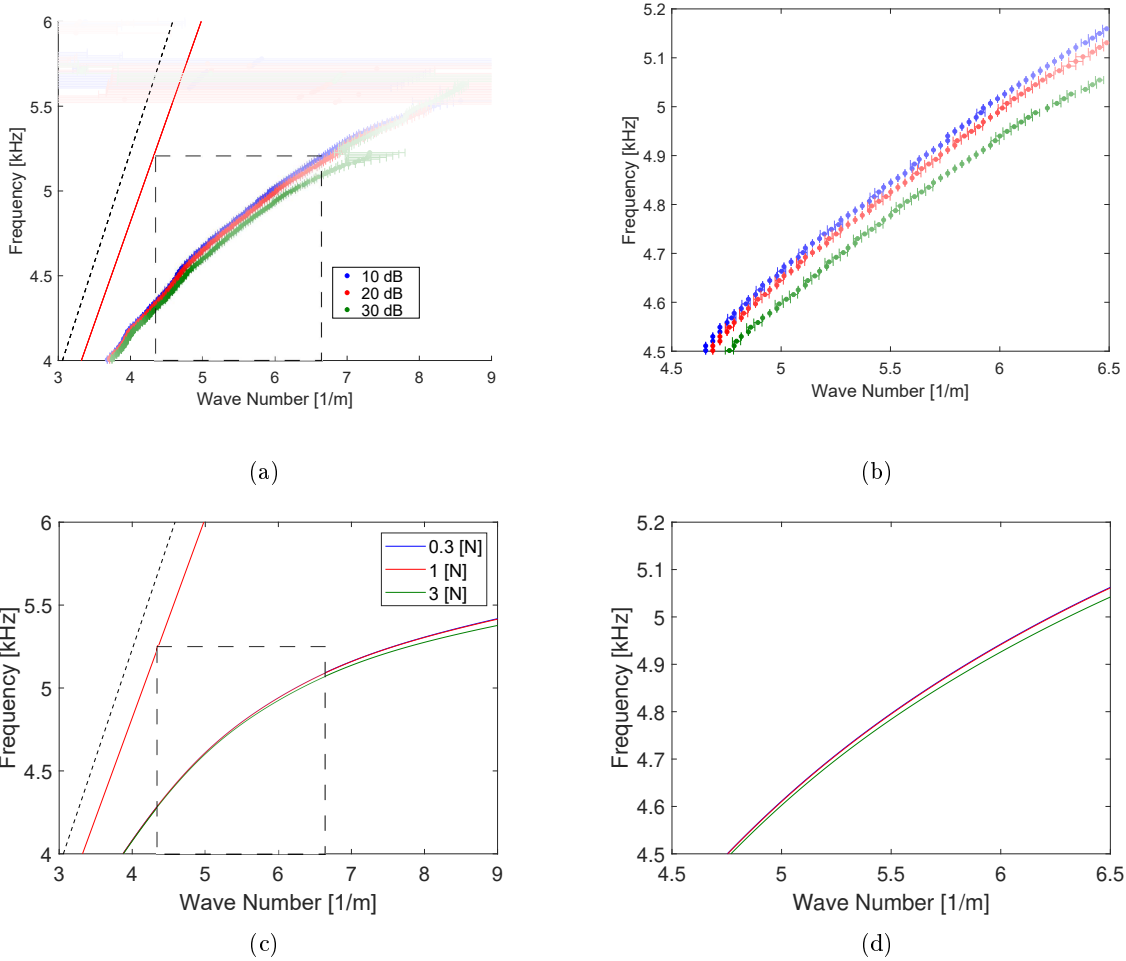 6
5.5
5
4.5
4
Frequency [kHz]
3 4 5 6 7 8 9
Wave Number [1/m]
10 dB
20 dB
30 dB
(a)
5.2
5.1
5
4.9
4.8
4.7
4.6
4.5
Frequency [kHz]
4.5 5 5.5 6 6.5
Wave Number [1/m]
(b)
6
5.5
5
4.5
4
Frequency [kHz]
3 4 5 6 7 8 9
Wave Number [1/m]
0.3 [N]
1 [N]
3 [N]
(c)
5.2
5.1
5
4.9
4.8
4.7
4.6
4.5
Frequency [kHz]
4.5 5 5.5 6 6.5
Wave Number [1/m]
(d)